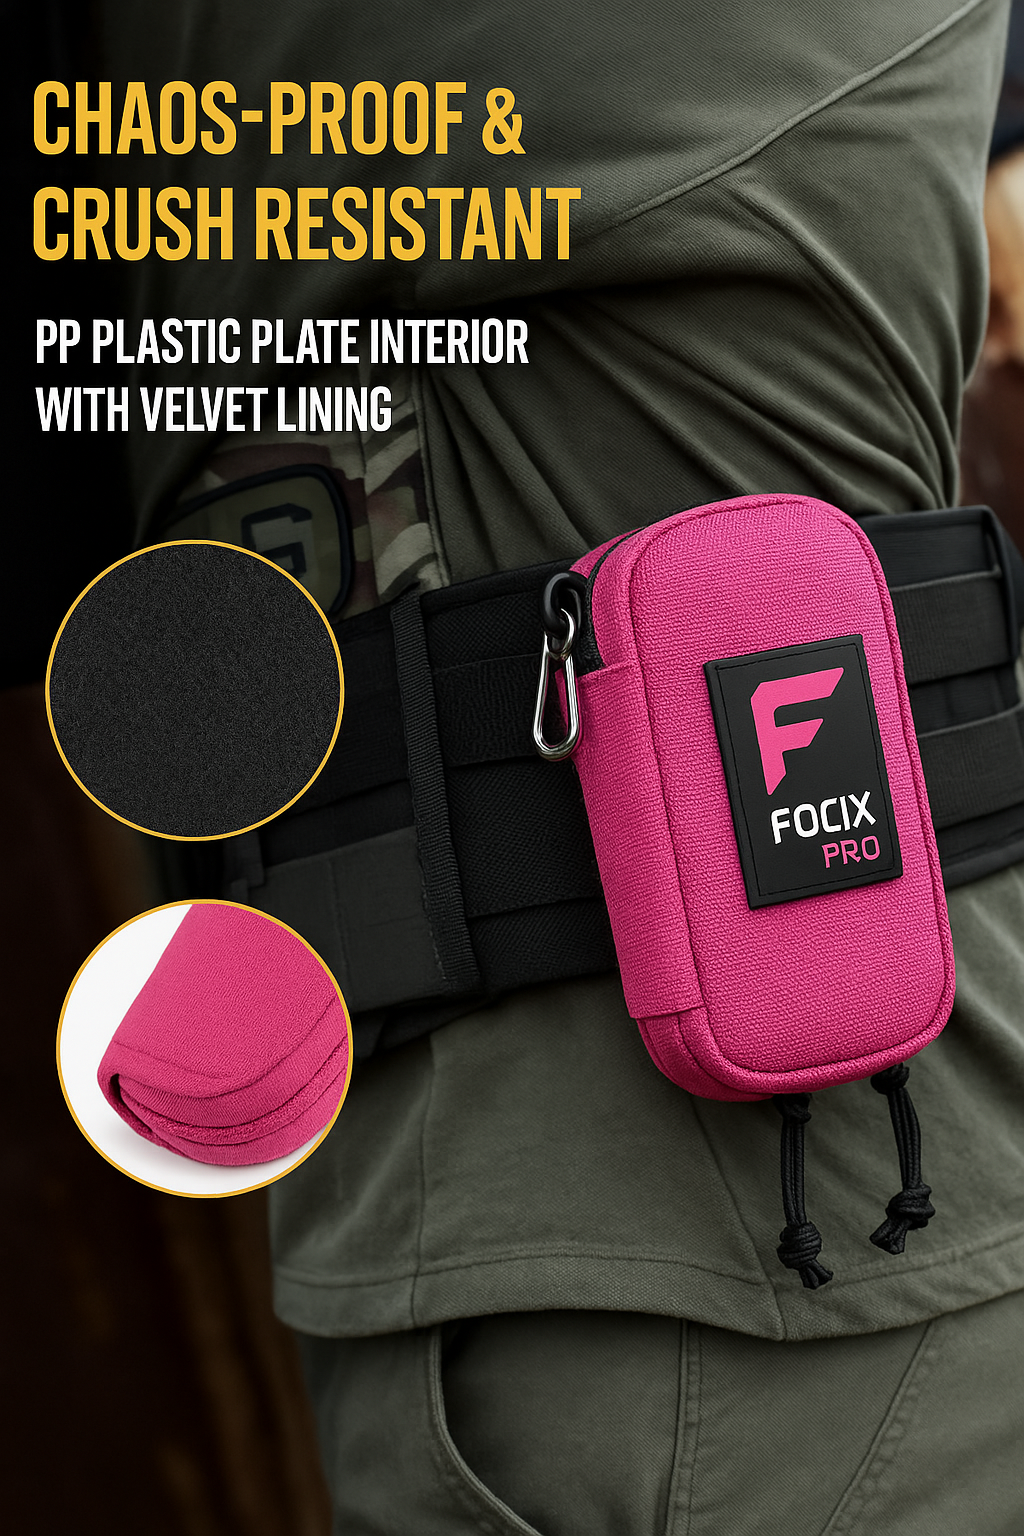 CHAOS-PROOF &
CRUSH RESISTANT
PP PLASTIC PLATE INTERIOR
WITH VELVET LINING
F
FOCIX
PRO